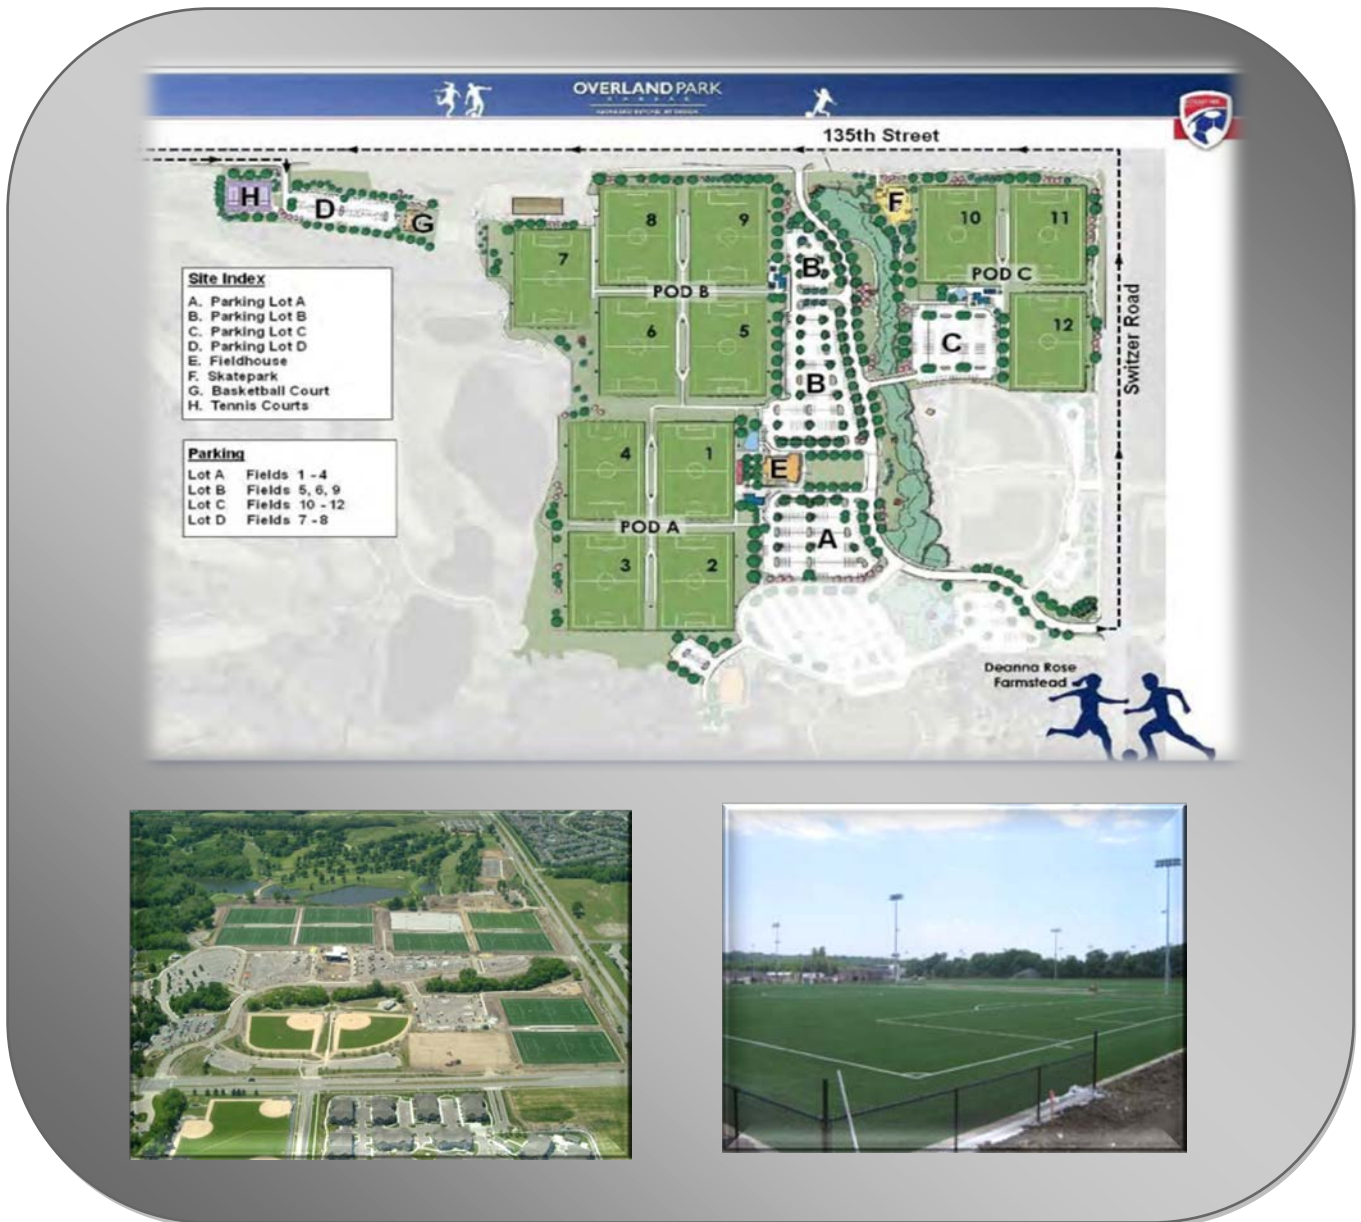 OVERLAND PARK
KANSAS
135th Street
H
D
G
F
8
9
10
11
7
B
POD B
POD C
Site Index
A. Parking Lot A
B. Parking Lot B
C. Parking Lot C
D. Parking Lot D
E. Fieldhouse
F. Skatepark
G. Basketball Court
H. Tennis Courts
6
5
12
C
B
Switzer Road
Parking
Lot A Fields 1 - 4
Lot B Fields 5, 6, 9
Lot C Fields 10 - 12
Lot D Fields 7 - 8
4
1
E
POD A
A
3
2
Deanna Rose
Farmstead